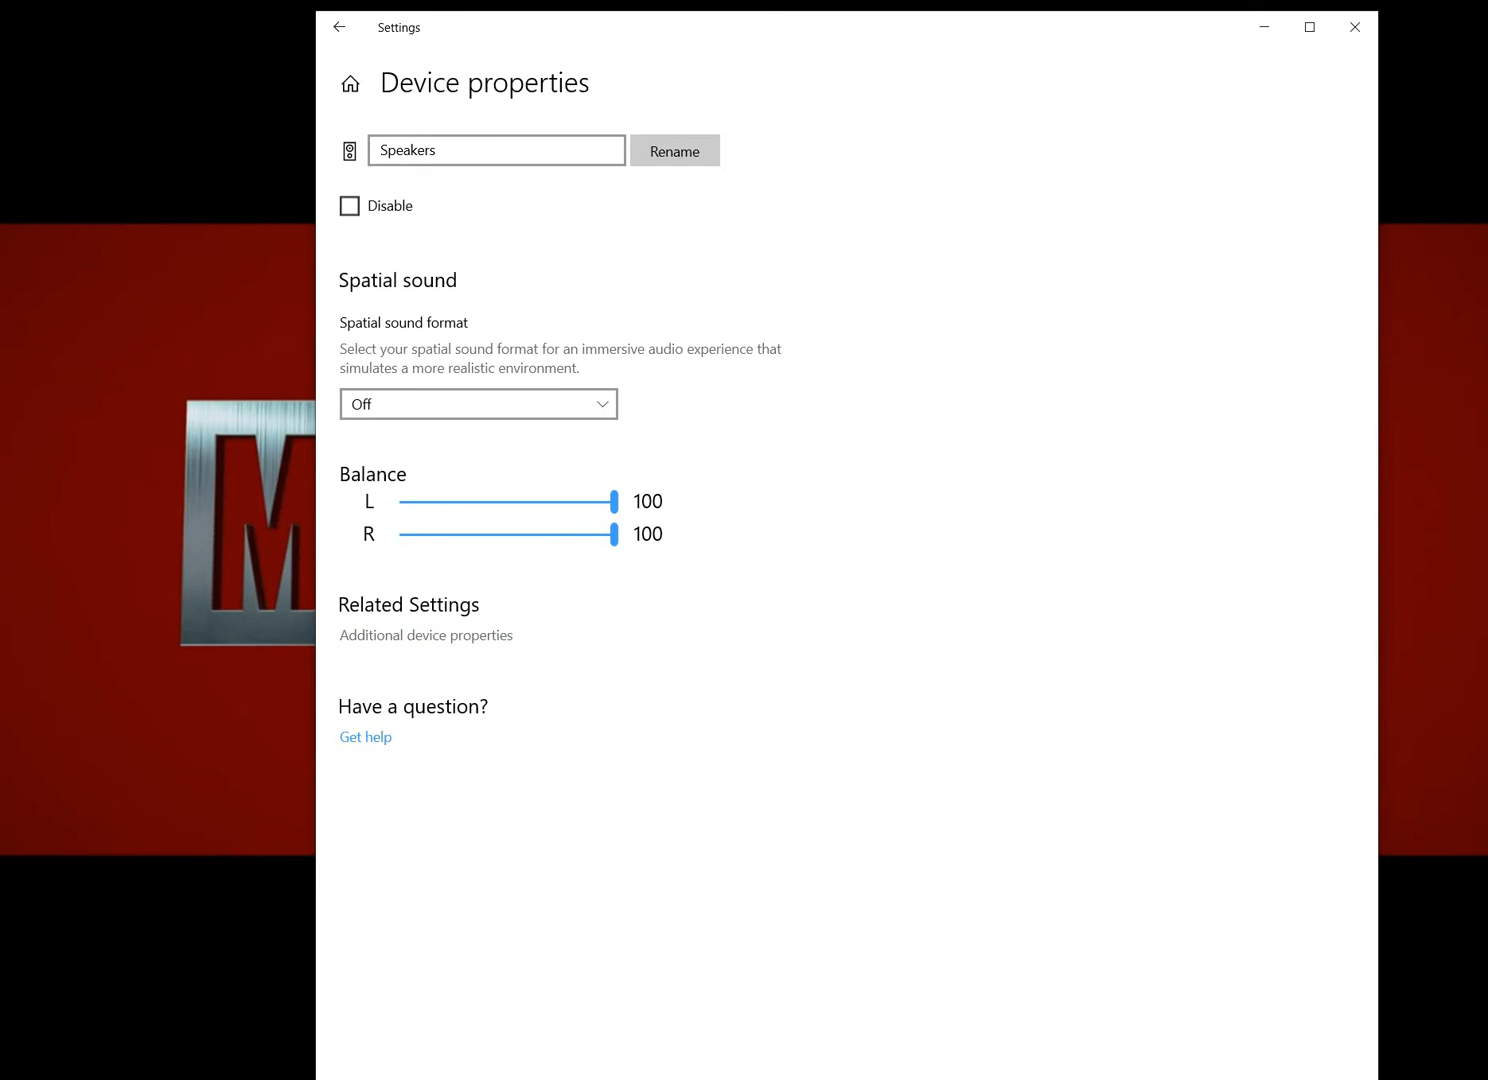 Settings
Device properties
Speakers
Rename
Disable
Spatial sound
Spatial sound format
Select your spatial sound format for an immersive audio experience that
simulates a more realistic environment.
Off
Balance
L 100
R 100
Related Settings
Additional device properties
Have a question?
Get help
M